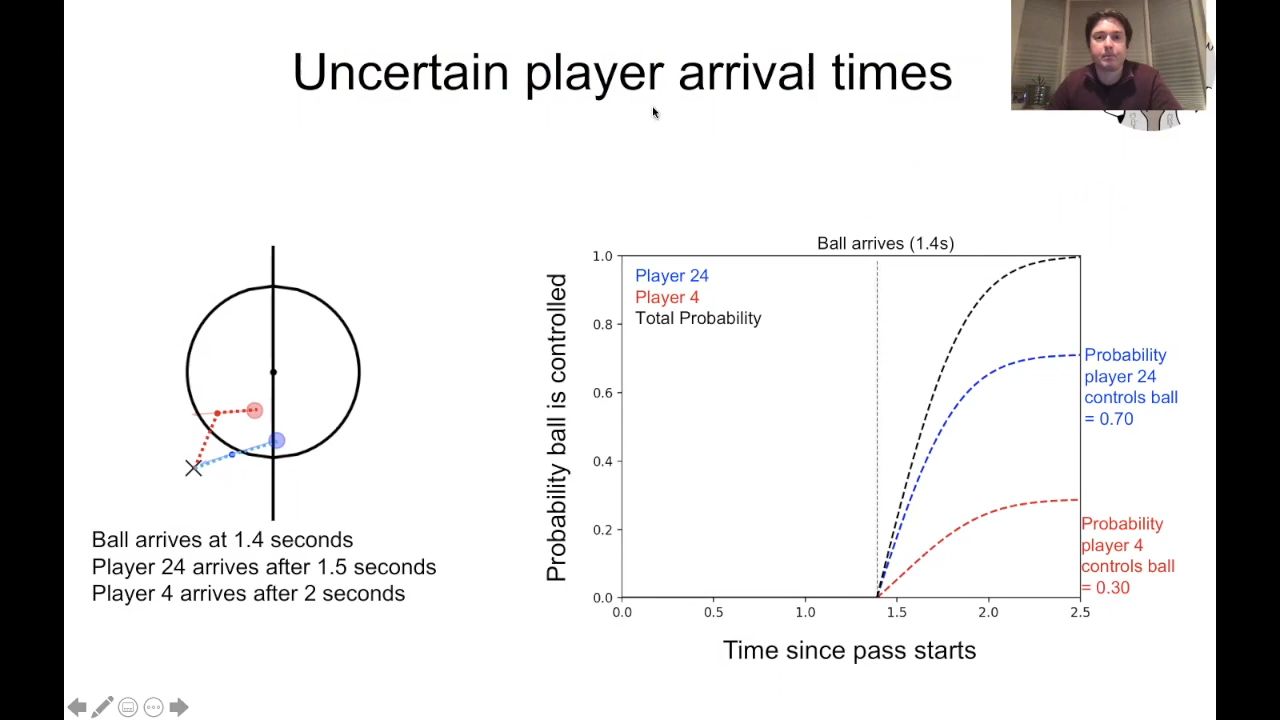 Uncertain player arrival times
Ball arrives at 1.4 seconds
Player 24 arrives after 1.5 seconds
Player 4 arrives after 2 seconds
Ball arrives (1.4s)
Probability ball is controlled
1.0
0.8
0.6
0.4
0.2
0.0
Player 24
Player 4
Total Probability
0.0 0.5 1.0 1.5 2.0 2.5
Time since pass starts
Probability
player 24
controls ball
= 0.70
Probability
player 4
controls ball
= 0.30